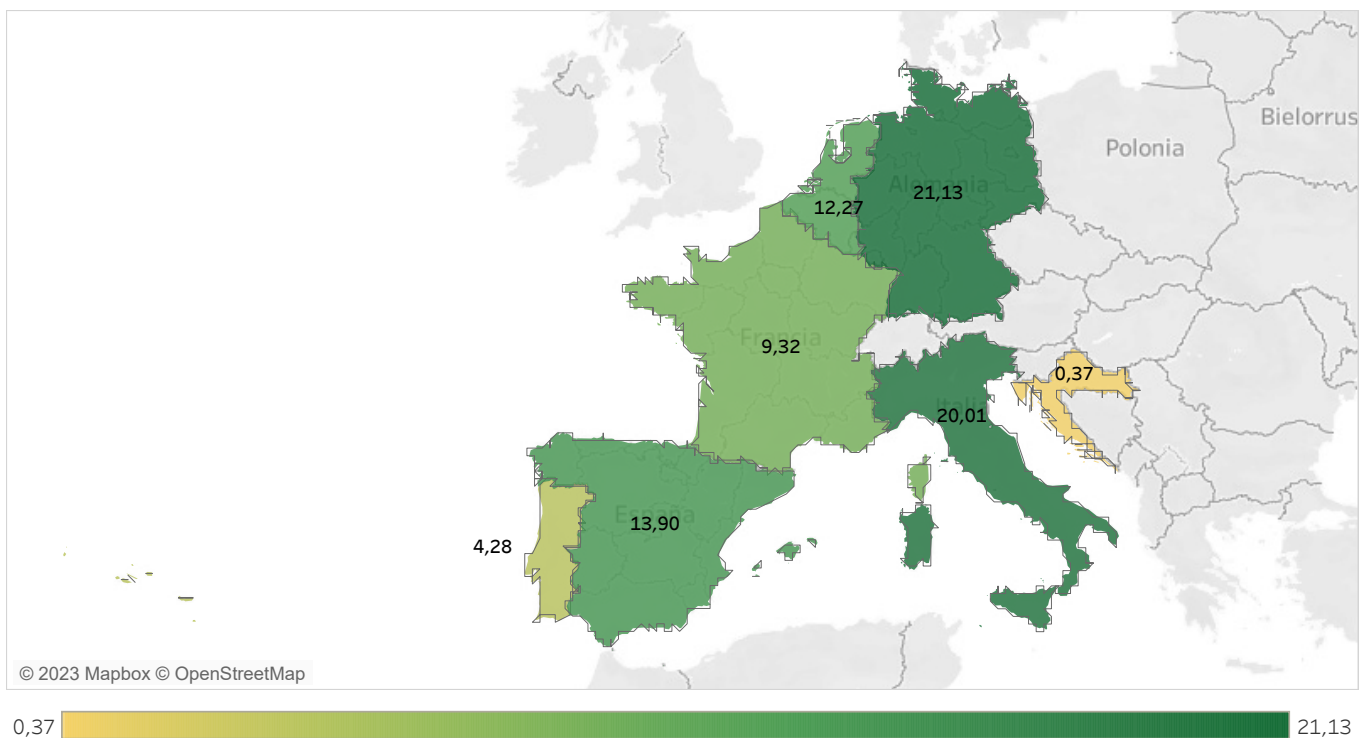 Bielorrus
Polonia
Alemania
21,13
12,27
Francia
9,32
0,37
Italia
20,01
España
13,90
4,28
© 2023 Mapbox © OpenStreetMap
0,37
21,13